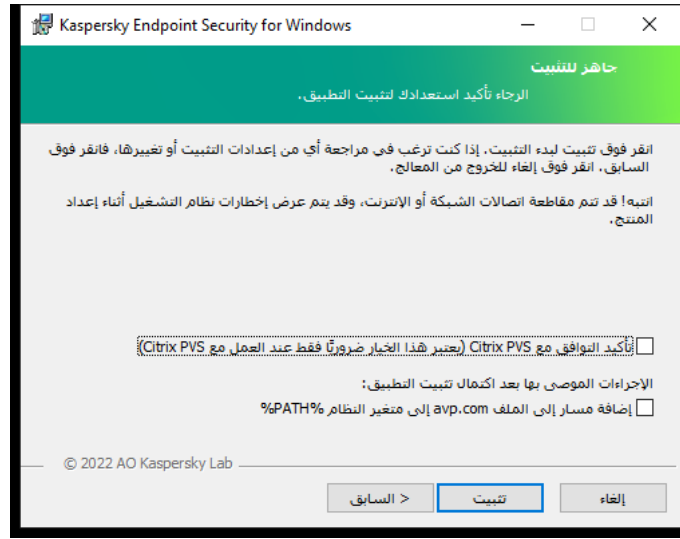 Kaspersky Endpoint Security for Windows
جاهز للتثبيت
الرجاء تأكيد استعدادك لتثبيت التطبيق.
انقر فوق تثبيت لبدء التثبيت. إذا كنت ترغب في مراجعة أي من إعدادات التثبيت أو تغييرها، فانقر فوق
السابق. انقر فوق إلغاء للخروج من المعالج.
انتبه! قد تتم مقاطعة اتصالات الشبكة أو الإنترنت، وقد يتم عرض إخطارات نظام التشغيل أثناء إعداد
المنتج.
تأكيد التوافق مع Citrix PVS (يعتبر هذا الخيار ضروريًا فقط عند العمل مع Citrix PVS)
الإجراءات الموصى بها بعد اكتمال تثبيت التطبيق:
إضافة مسار إلى الملف avp.com إلى متغير النظام %PATH%
© 2022 AO Kaspersky Lab
إلغاء
تثبيت
< السابق